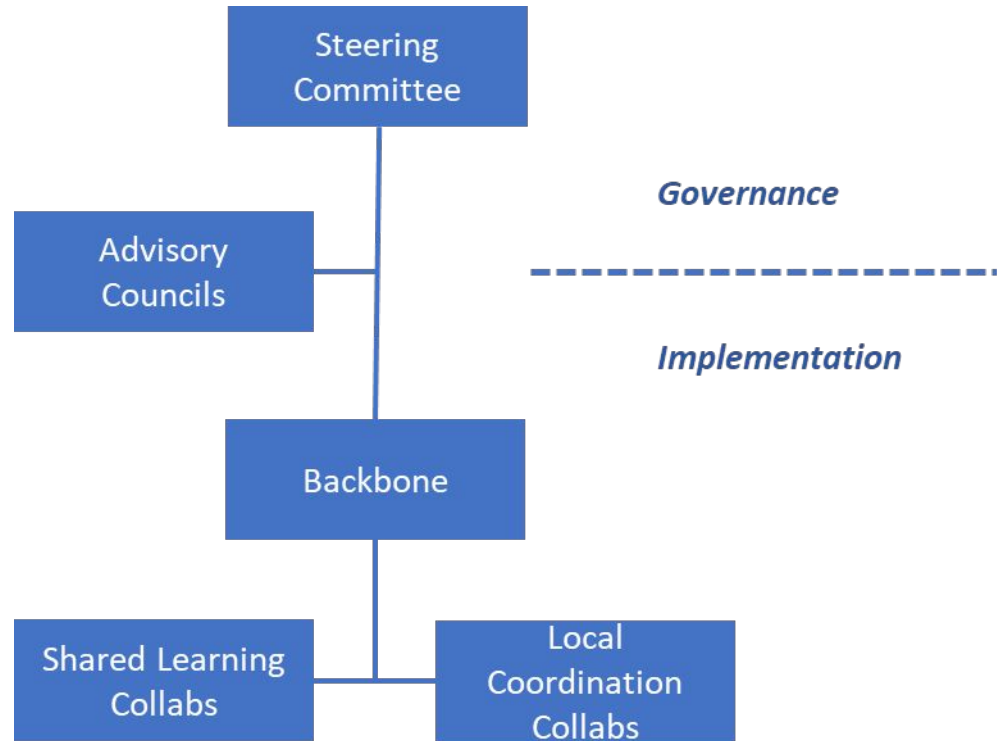 Steering
Committee
Governance
Advisory
Councils
Implementation
Backbone
Shared Learning
Collabs
Local
Coordination
Collabs